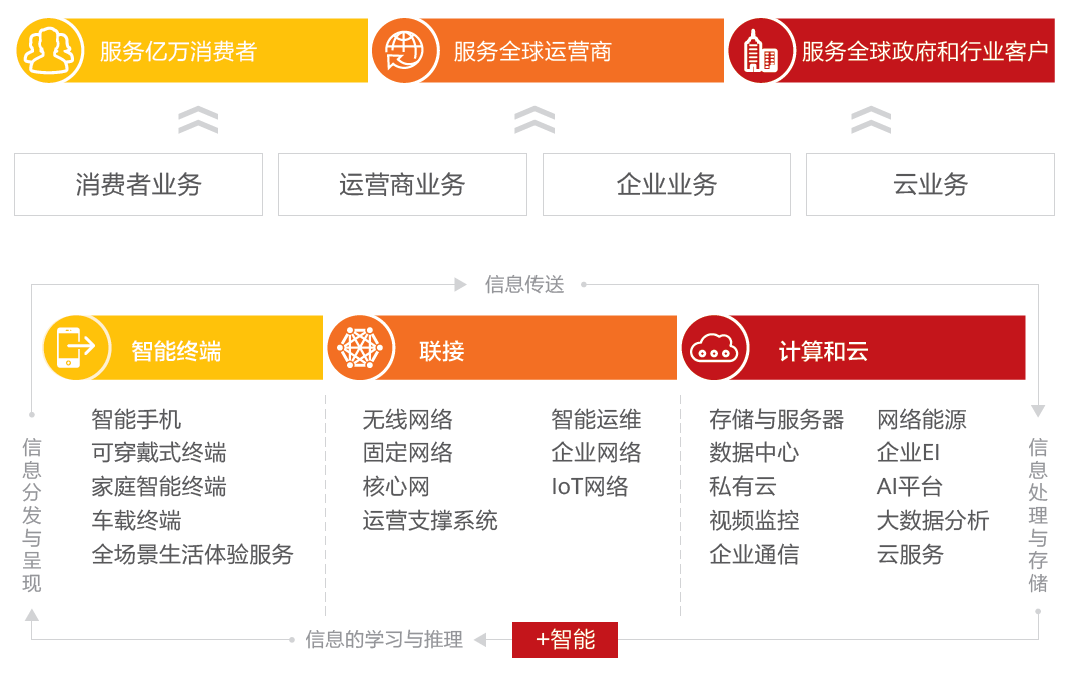 服务亿万消费者
服务全球运营商
服务全球政府和行业客户
消费者业务
运营商业务
企业业务
云业务
信息传送
智能终端
联接
计算和云
智能手机
可穿戴式终端
家庭智能终端
车载终端
全场景生活体验服务
无线网络
固定网络
核心网
运营支撑系统
智能运维
企业网络
IoT网络
存储与服务器
数据中心
私有云
视频监控
企业通信
网络能源
企业EI
AI平台
大数据分析
云服务
信息分发与呈现
信息处理与存储
信息的学习与推理
+智能